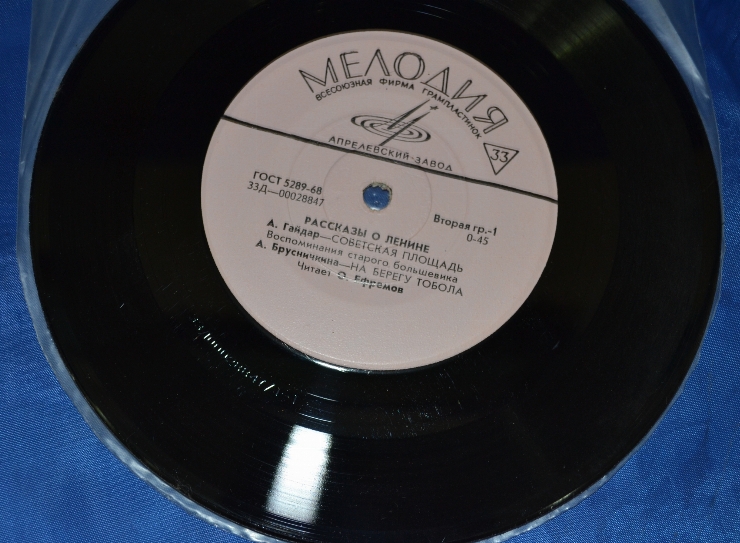 МЕЛОДИЯ
ВСЕСОЮЗНАЯ ФИРМА ГРАМПЛАСТИНОК
АПРЕЛЕВСКИЙ ЗАВОД
33
ГОСТ 5289-68
33Д—00028847
Вторая гр.-1
0-45
РАССКАЗЫ О ЛЕНИНЕ
А. Гайдар—СОВЕТСКАЯ ПЛОЩАДЬ
Воспоминания старого большевика
А. Брусничкина—НА БЕРЕГУ ТОБОЛА
Читает О. Ефремов